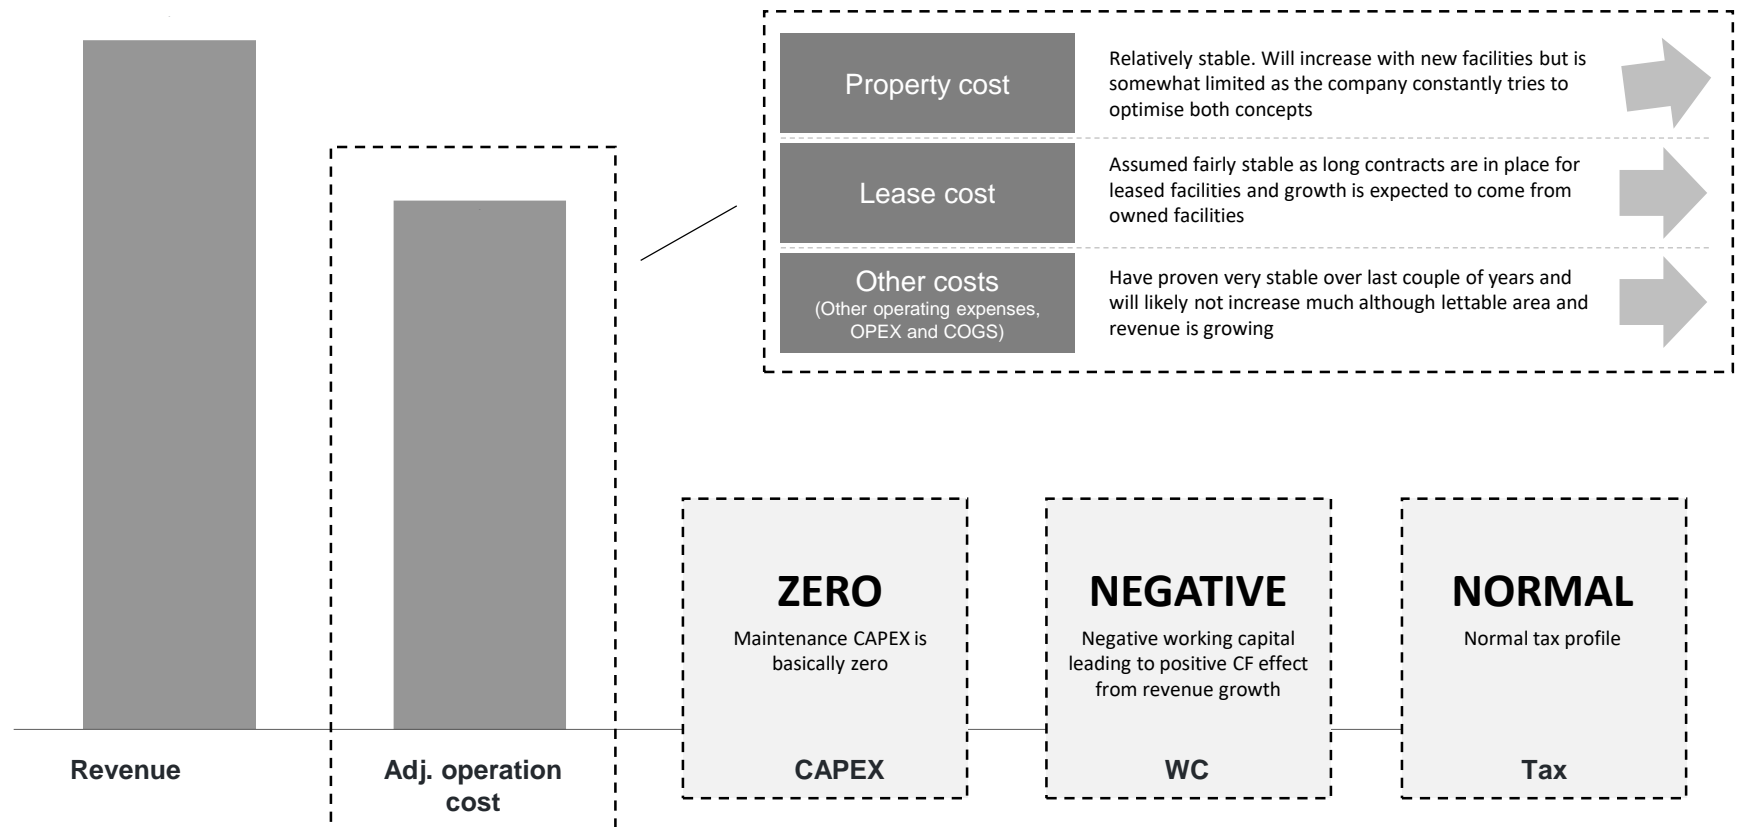 Property cost
Relatively stable. Will increase with new facilities but is
somewhat limited as the company constantly tries to
optimise both concepts
Lease cost
Assumed fairly stable as long contracts are in place for
leased facilities and growth is expected to come from
owned facilities
Other costs
(Other operating expenses,
OPEX and COGS)
Have proven very stable over last couple of years and
will likely not increase much although lettable area and
revenue is growing
ZERO
Maintenance CAPEX is
basically zero
NEGATIVE
Negative working capital
leading to positive CF effect
from revenue growth
NORMAL
Normal tax profile
Revenue
Adj. operation
cost
CAPEX
WC
Tax